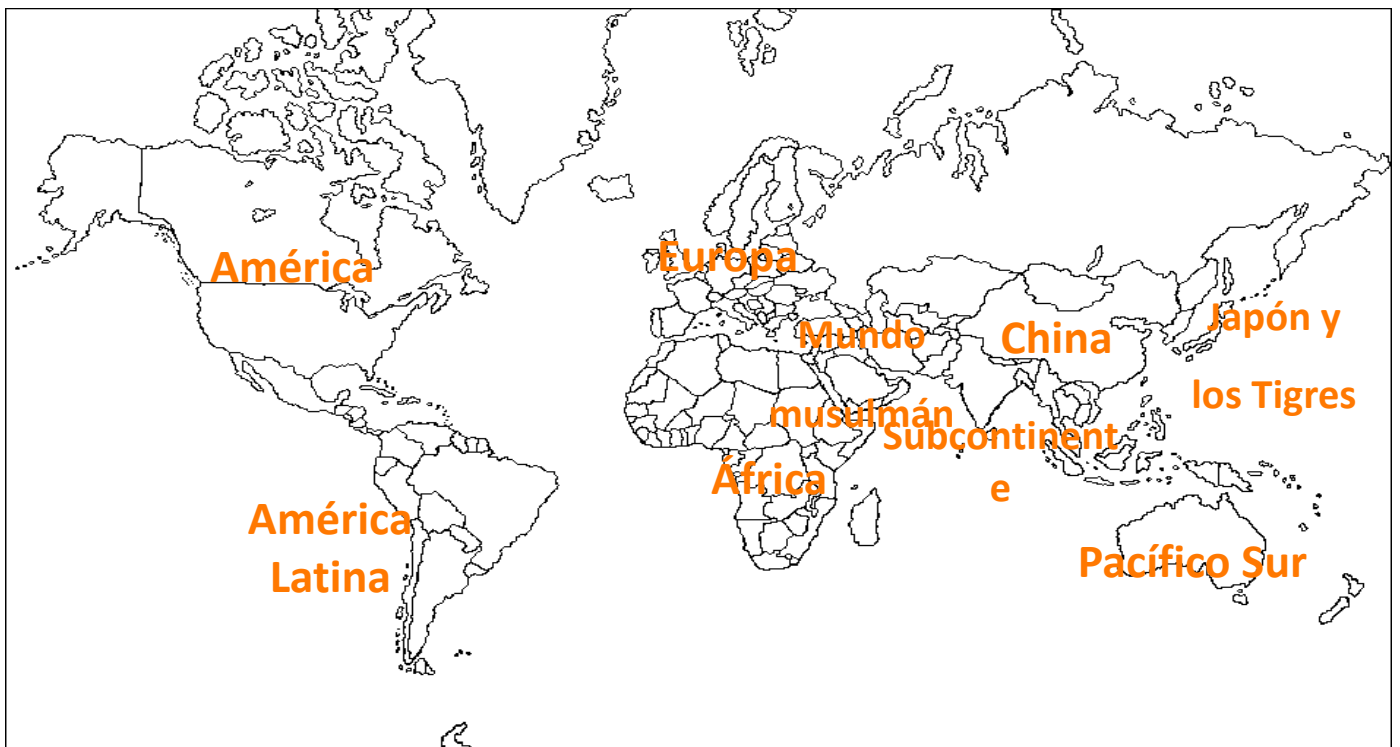 América
Europa
Mundo
musulmán
China
Japón y
los Tigres
Subcontinent
e
África
América
Latina
Pacífico Sur